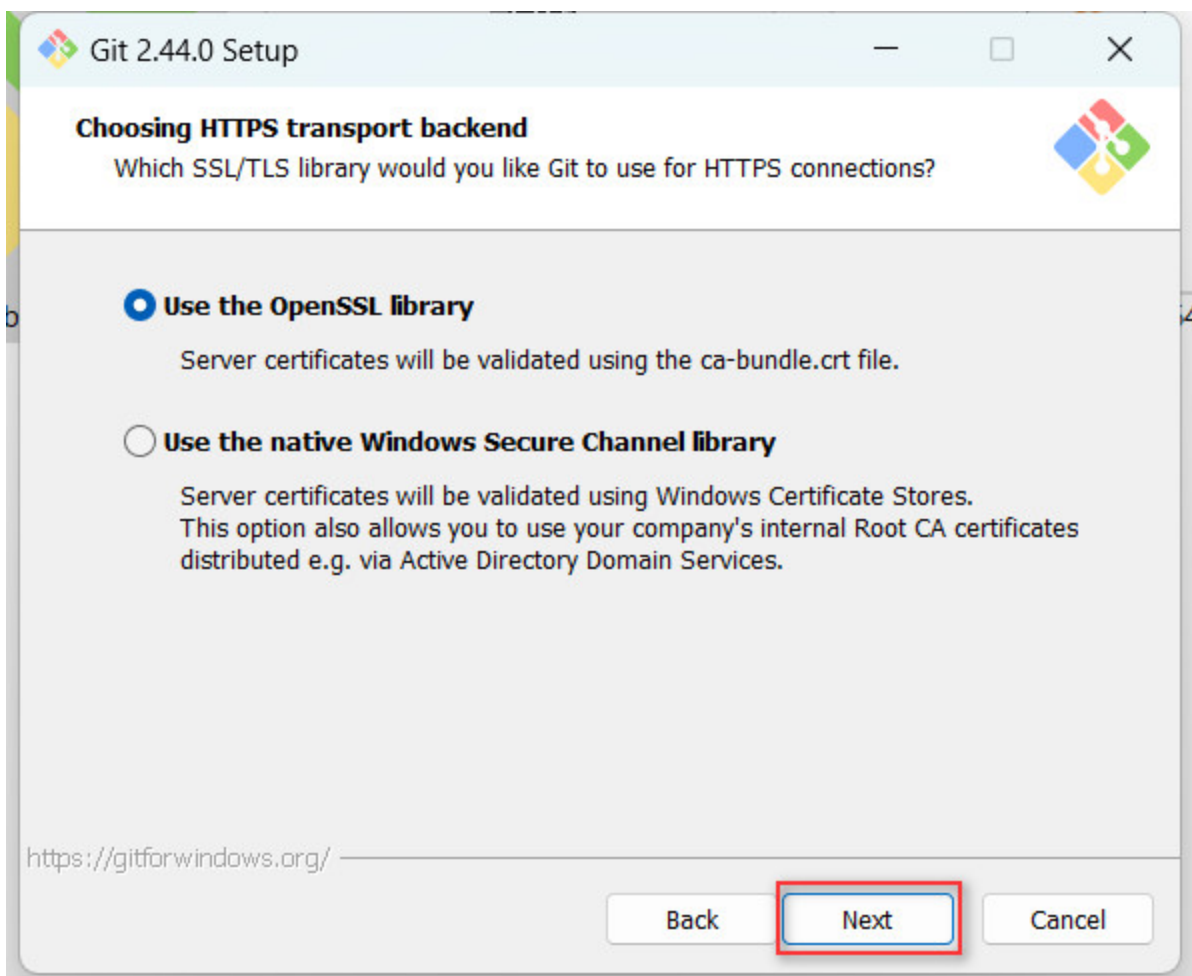 Git 2.44.0 Setup
Choosing HTTPS transport backend
Which SSL/TLS library would you like Git to use for HTTPS connections?
Use the OpenSSL library
Server certificates will be validated using the ca-bundle.crt file.
Use the native Windows Secure Channel library
Server certificates will be validated using Windows Certificate Stores.
This option also allows you to use your company's internal Root CA certificates
distributed e.g. via Active Directory Domain Services.
https://gitforwindows.org/
Back Next Cancel